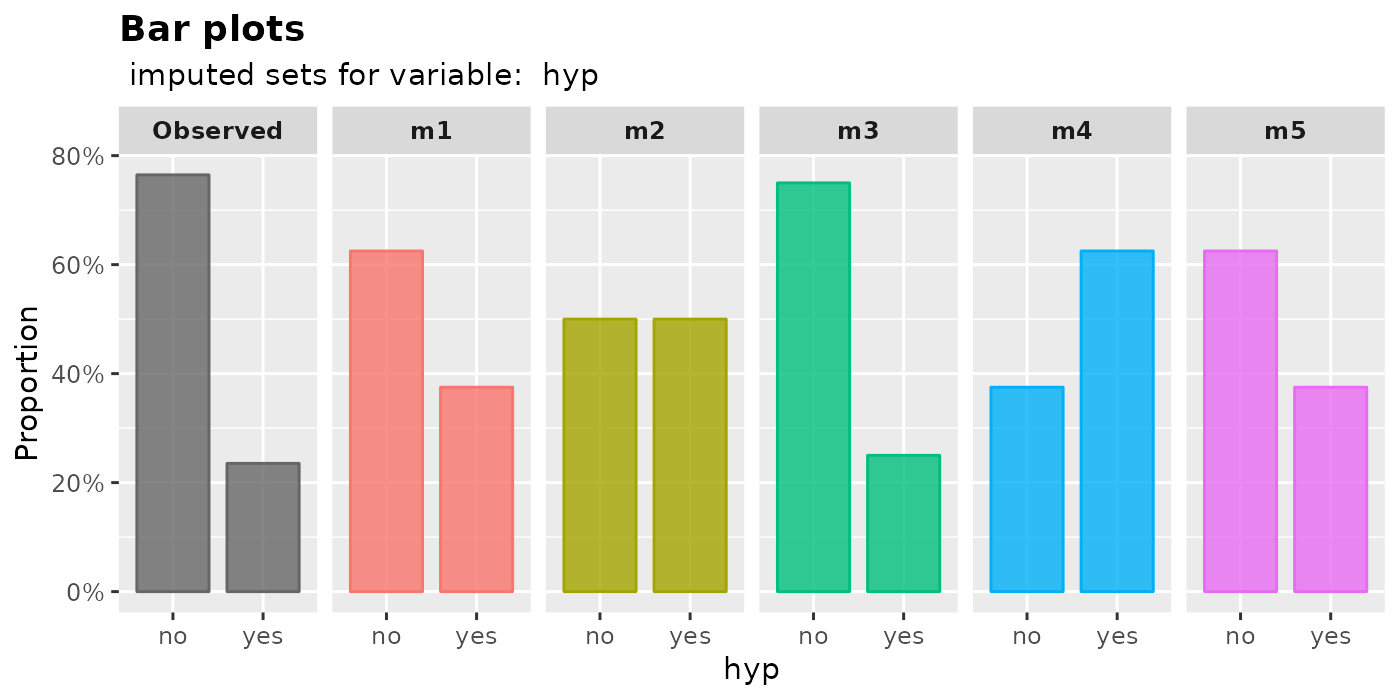 Bar plots
imputed sets for variable:  hyp
Observed m1 m2 m3 m4 m5
80%
60%
40%
20%
0%
Proportion
no yes no yes no yes no yes no yes no yes
hyp